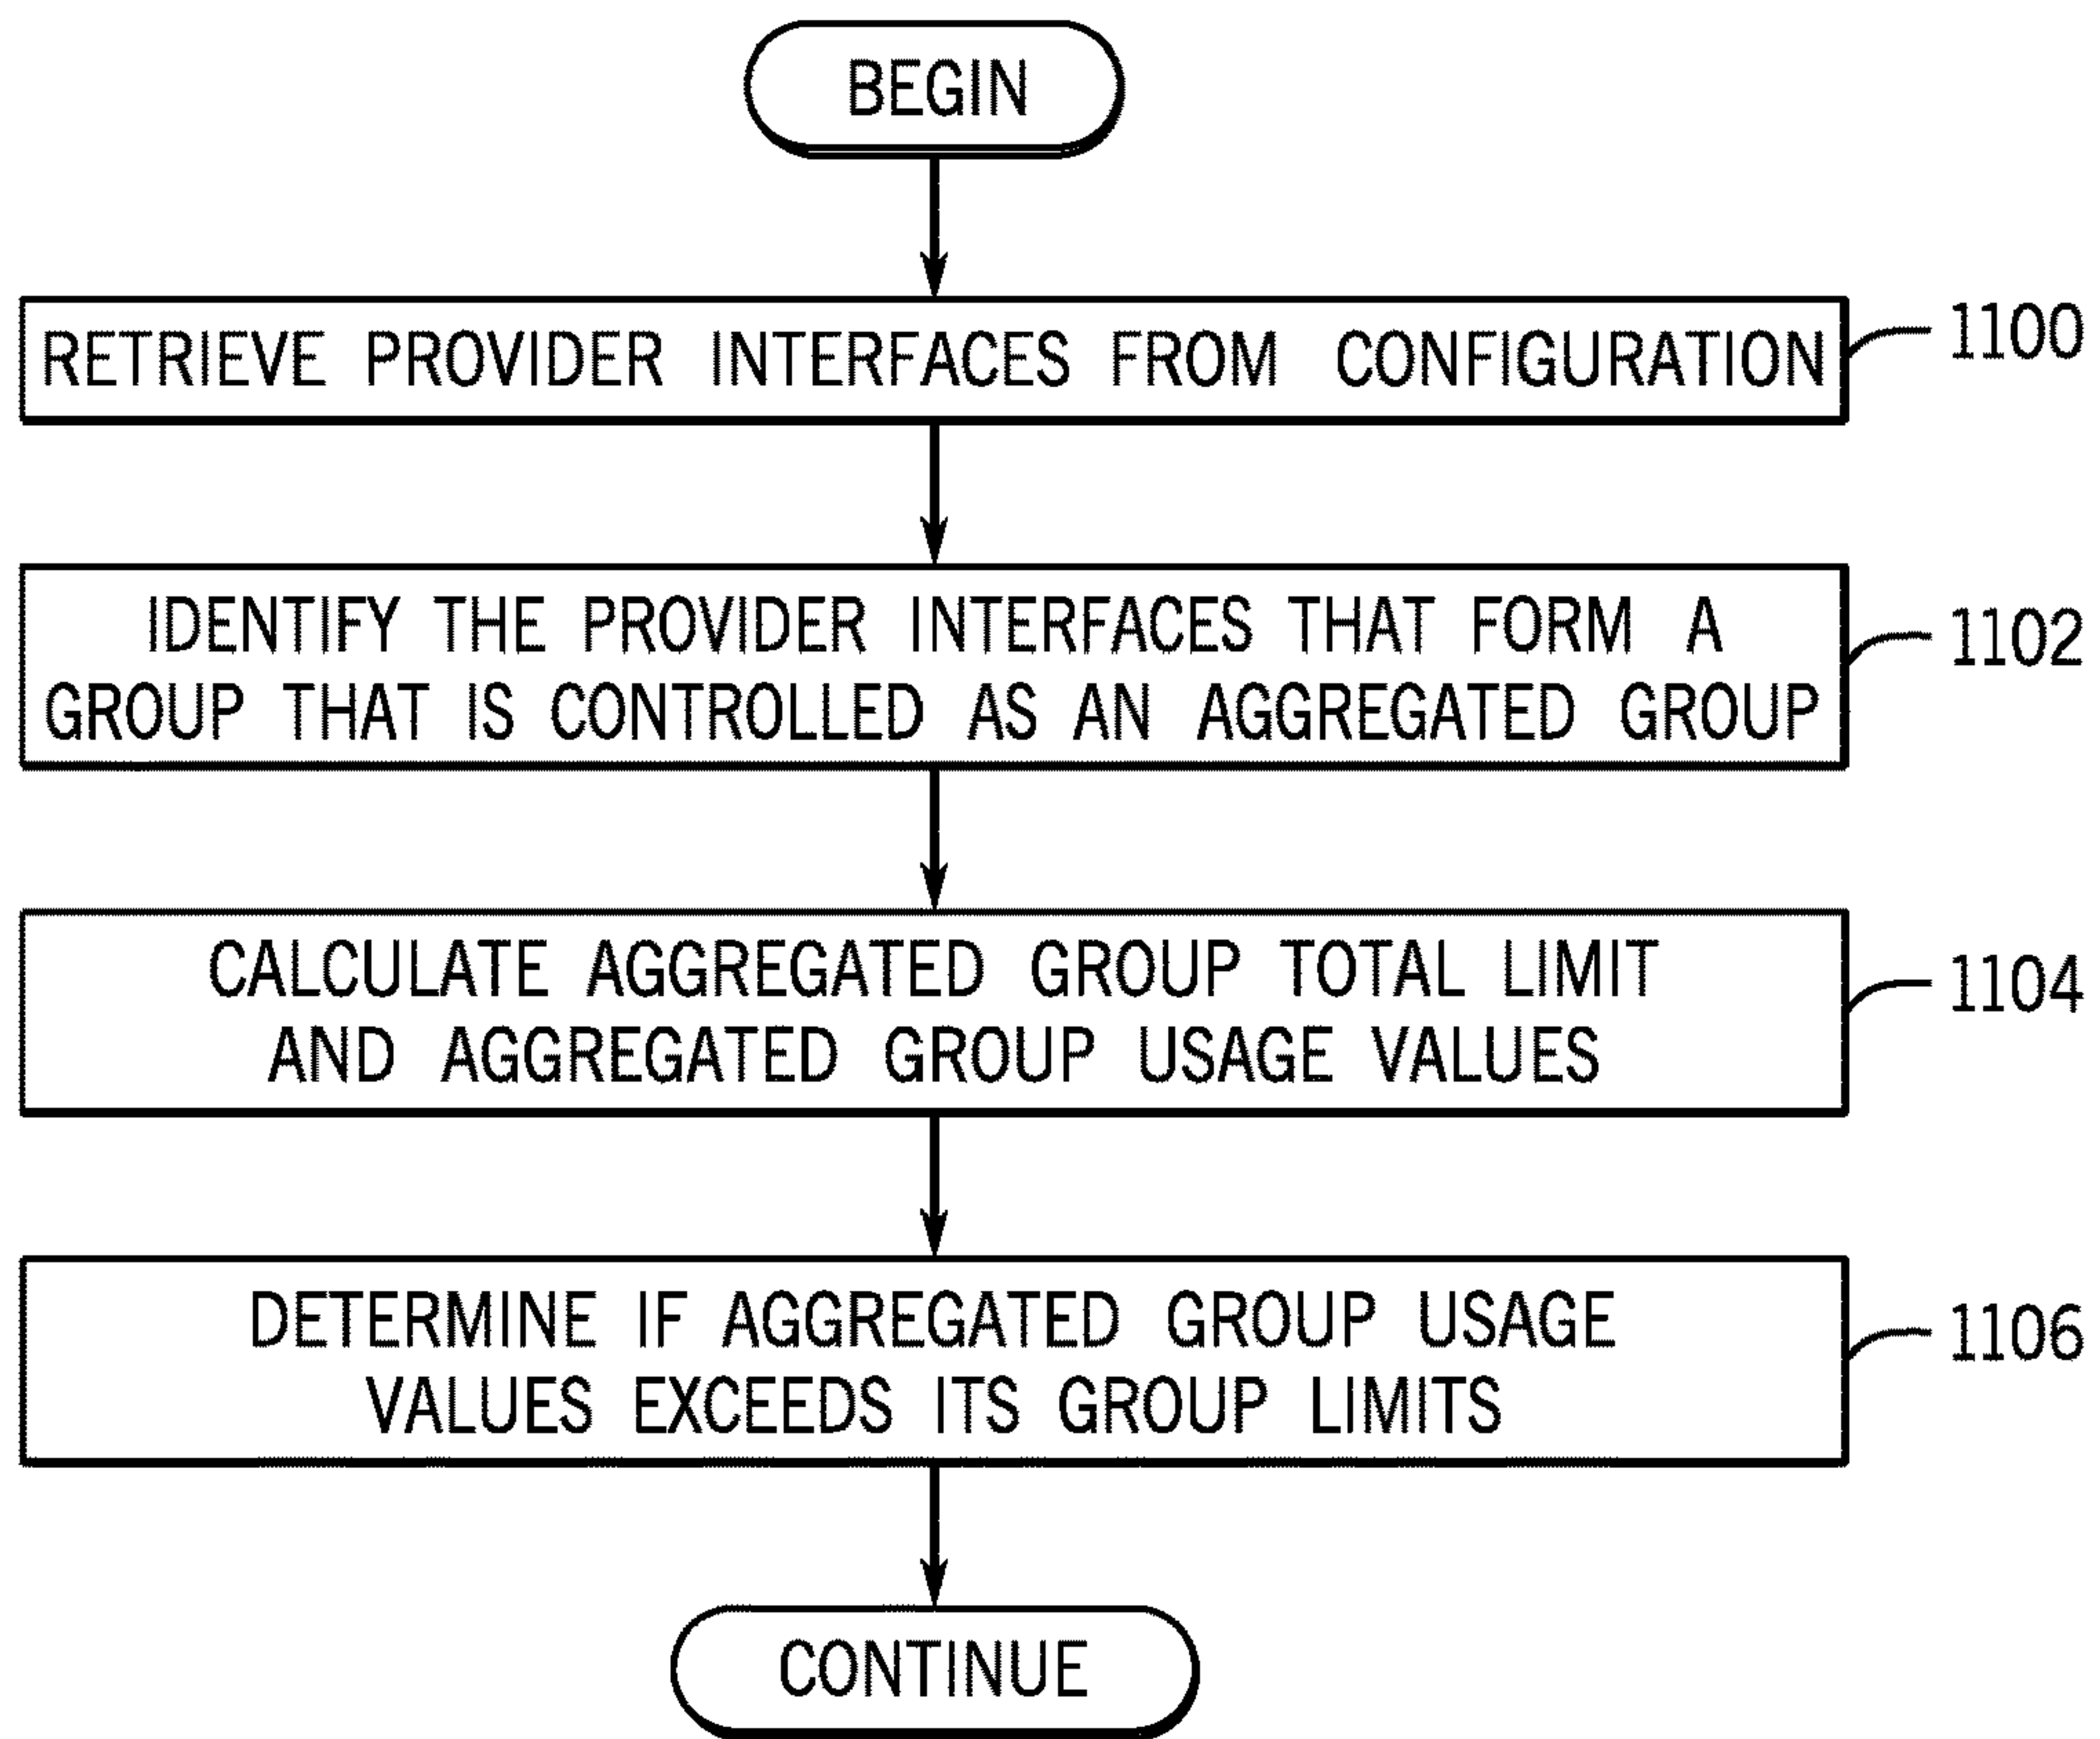 BEGIN
RETRIEVE PROVIDER INTERFACES FROM CONFIGURATION
1100
IDENTIFY THE PROVIDER INTERFACES THAT FORM A
GROUP THAT IS CONTROLLED AS AN AGGREGATED GROUP
1102
CALCULATE AGGREGATED GROUP TOTAL LIMIT
AND AGGREGATED GROUP USAGE VALUES
1104
DETERMINE IF AGGREGATED GROUP USAGE
VALUES EXCEEDS ITS GROUP LIMITS
1106
CONTINUE